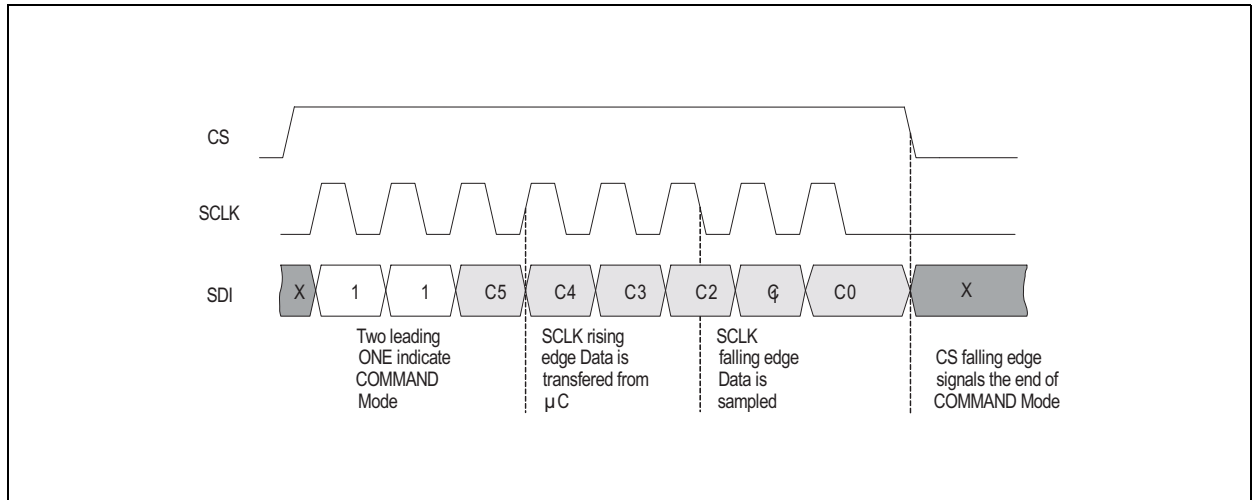 CS
SCLK
SDI
X 1 1 C5 C4 C3 C2 C0 X
Two leading
ONE indicate
COMMAND
Mode
SCLK rising
edge Data is
transfered from
µC
SCLK
falling edge
Data is
sampled
CS falling edge
signals the end of
COMMAND Mode